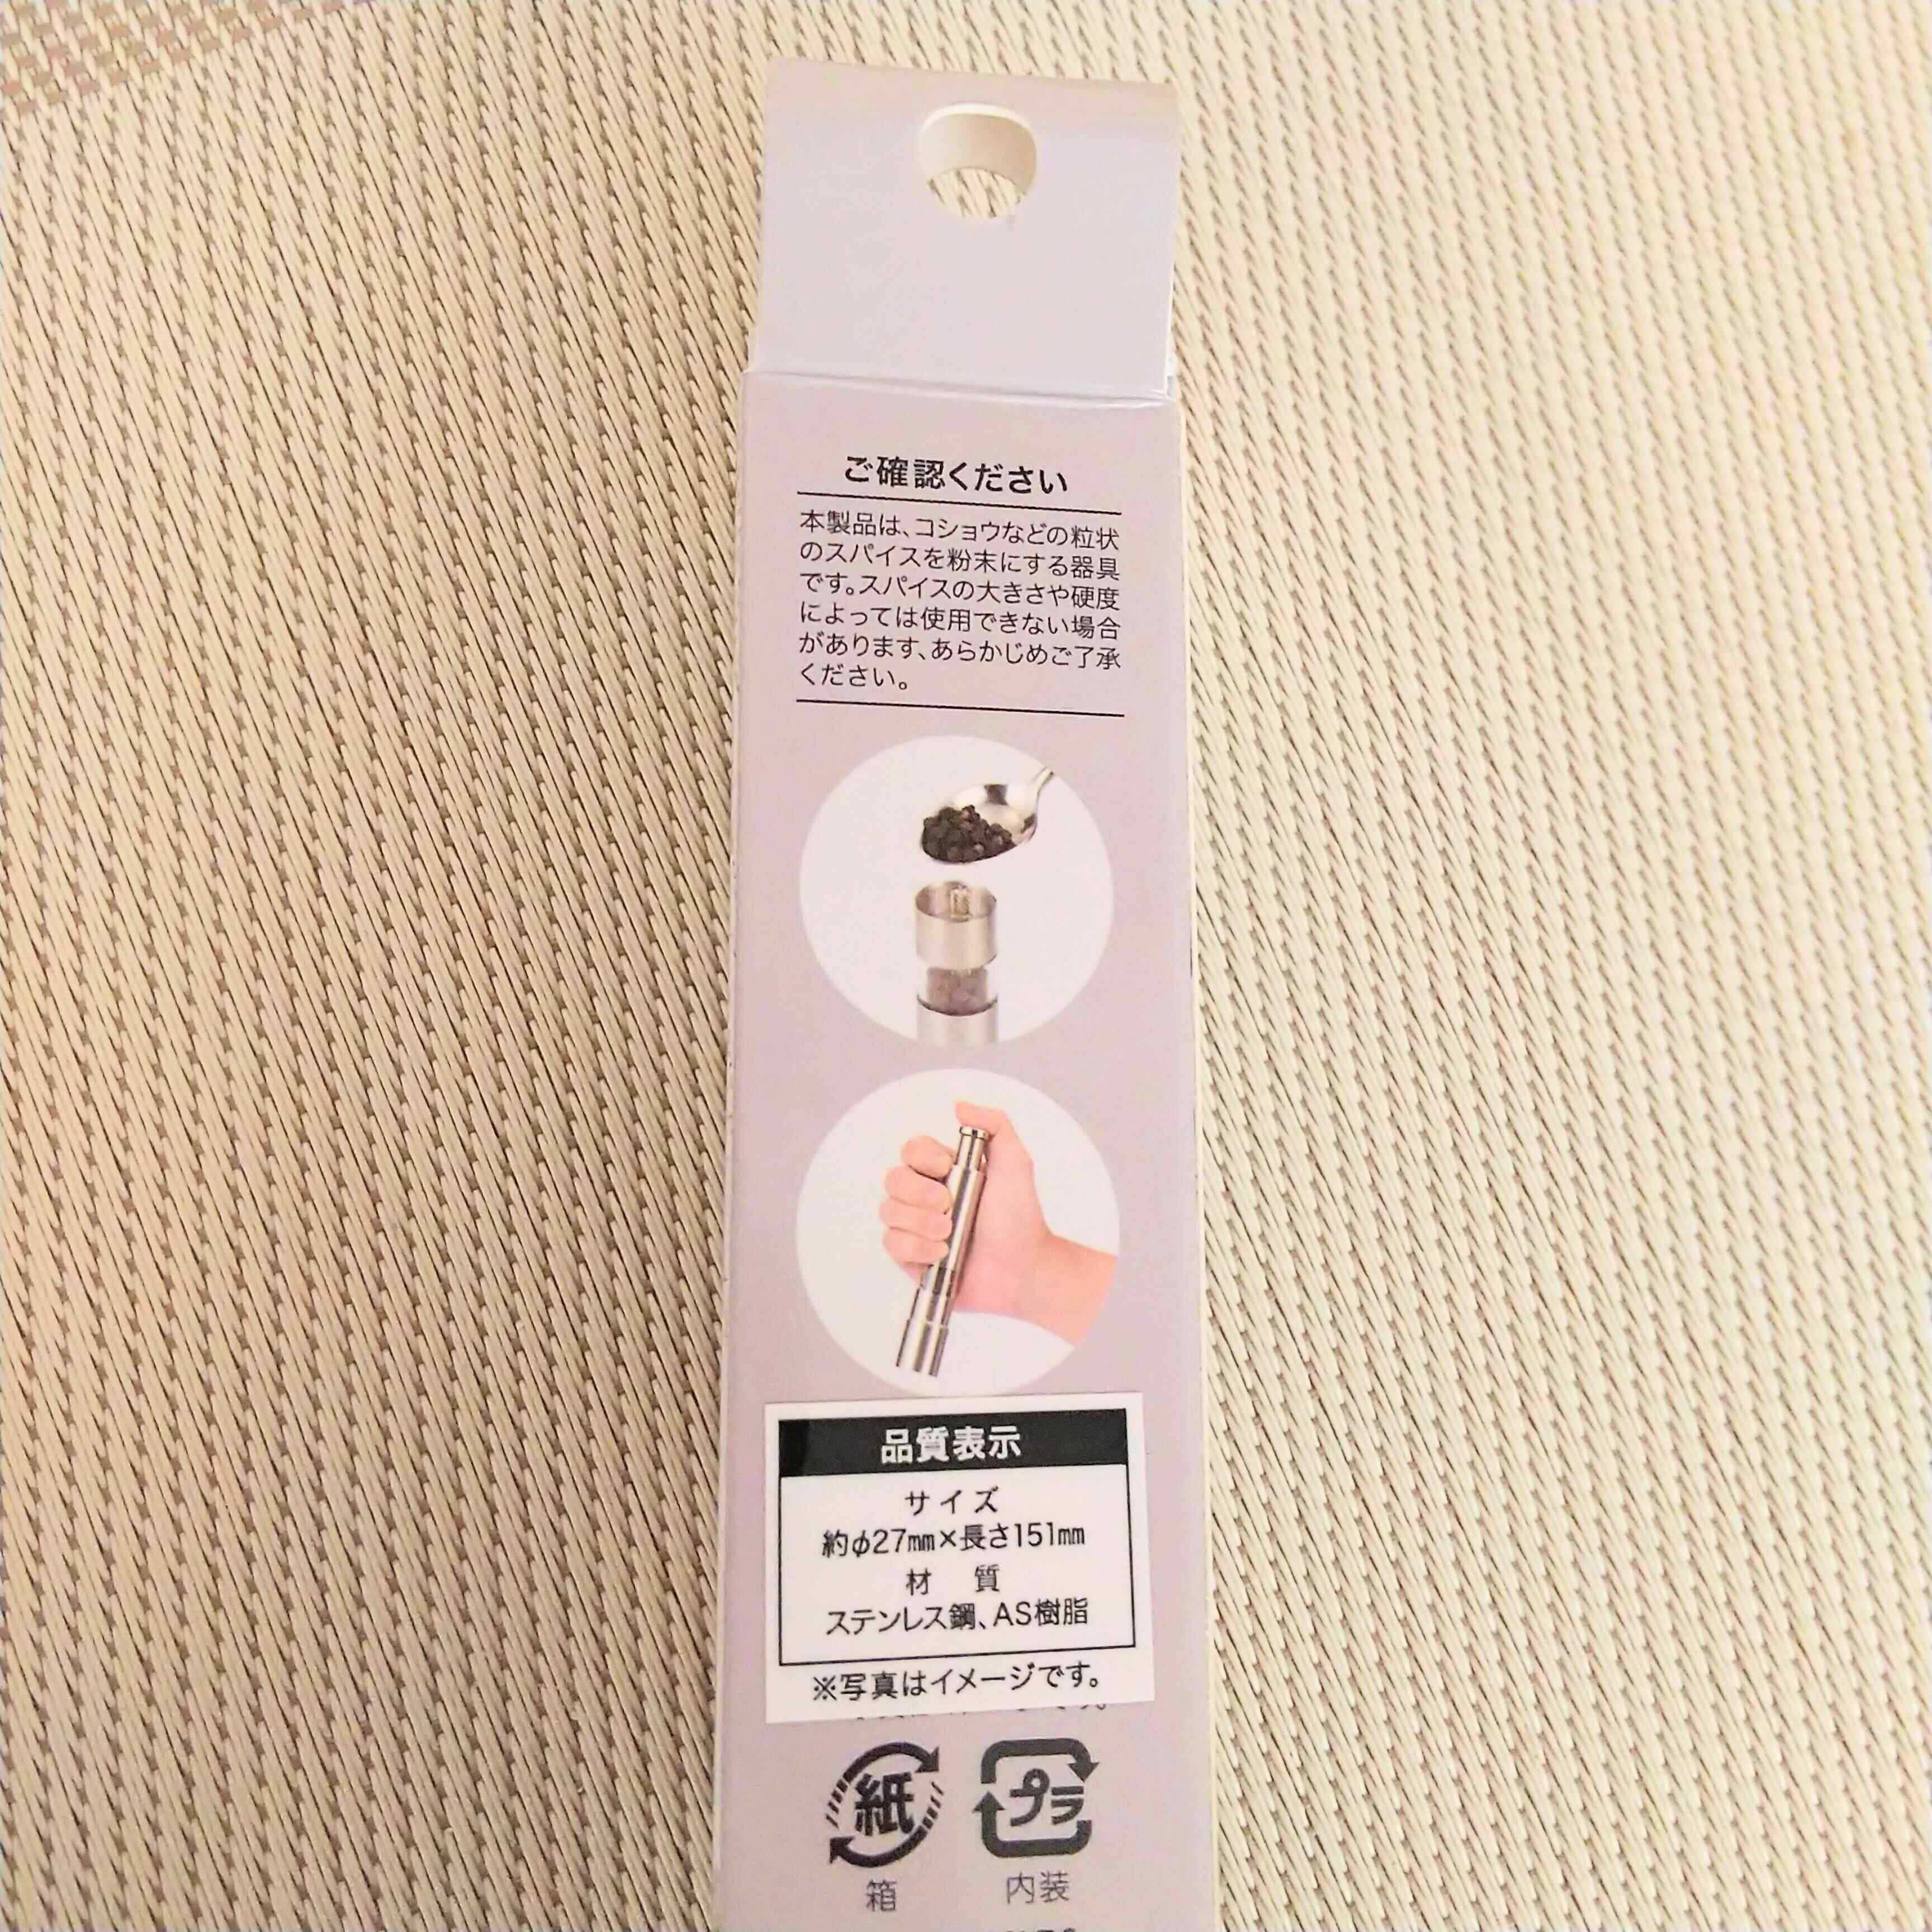 ご確認ください
本製品は、コショウなどの粒状
のスパイスを粉末にする器具
です。スパイスの大きさや硬度
によっては使用できない場合
があります、あらかじめご了承
ください。
品質表示
サイズ
約φ27㎜×長さ151㎜
材 質
ステンレス鋼、AS樹脂
※写真はイメージです。
紙 プラ
箱 内装